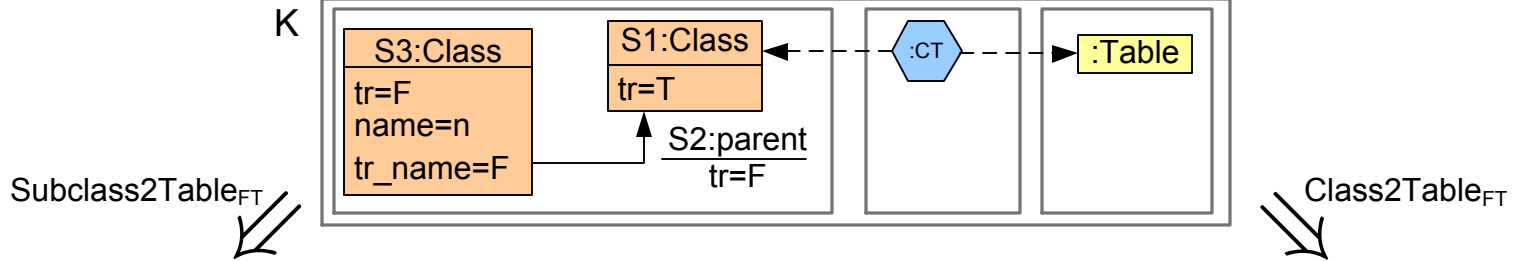 K
S3:Class
tr=F
name=n
tr_name=F
S1:Class
tr=T
S2:parent
tr=F
:CT
:Table
Subclass2TableFT
Class2TableFT